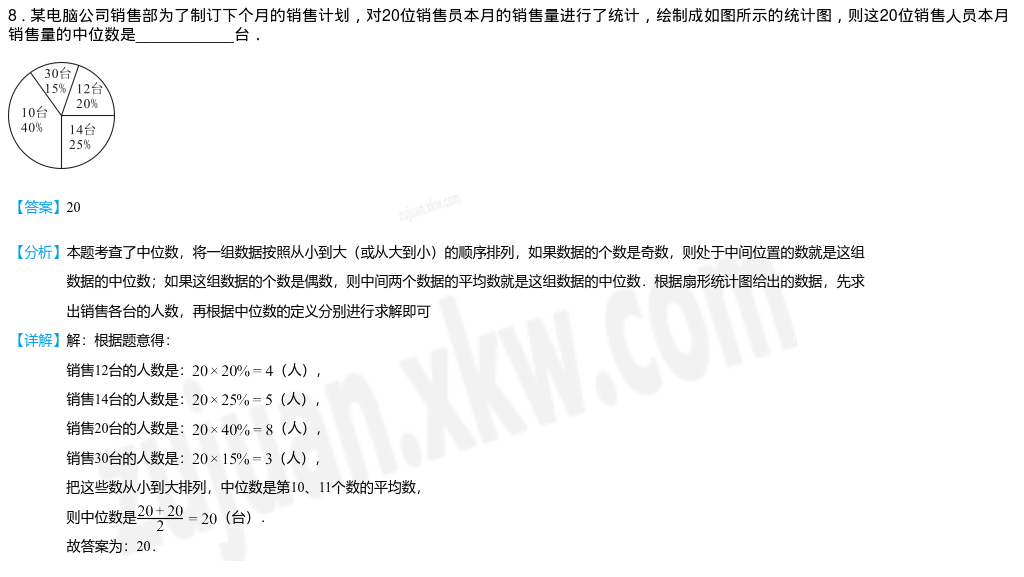 8．某电脑公司销售部为了制订下个月的销售计划，对20位销售员本月的销售量进行了统计，绘制成如图所示的统计图，则这20位销售人员本月
销售量的中位数是____________台．
30台
15%
12台
20%
10台
40%
14台
25%
【答案】20
zujuan.xkw.com
【分析】本题考查了中位数，将一组数据按照从小到大（或从大到小）的顺序排列，如果数据的个数是奇数，则处于中间位置的数就是这组
数据的中位数；如果这组数据的个数是偶数，则中间两个数据的平均数就是这组数据的中位数．根据扇形统计图给出的数据，先求
出销售各台的人数，再根据中位数的定义分别进行求解即可
【详解】解：根据题意得：
销售12台的人数是：20 × 20% = 4（人），
销售14台的人数是：20 × 25% = 5（人），
销售20台的人数是：20 × 40% = 8（人），
销售30台的人数是：20 × 15% = 3（人），
把这些数从小到大排列，中位数是第10、11个数的平均数，
则中位数是(20 + 20)/2 = 20（台）．
故答案为：20．
zujuan.xkw.com